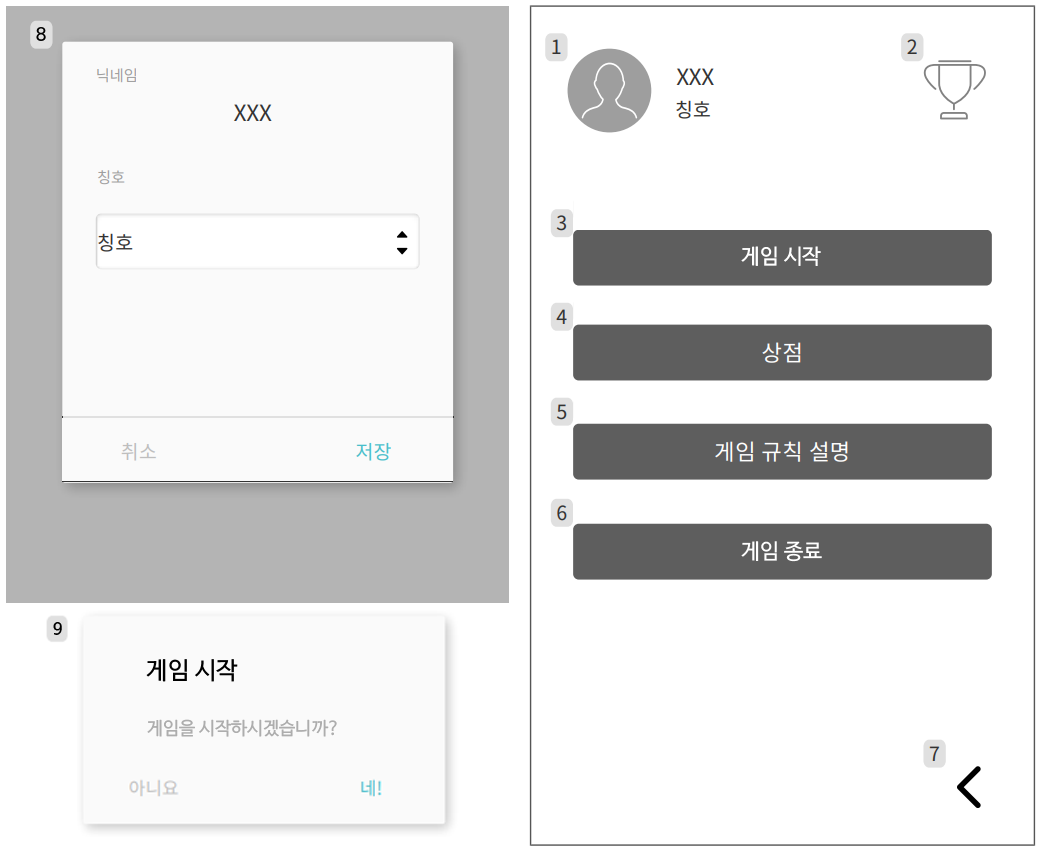 8
닉네임
XXX
칭호
칭호
취소
저장
9
게임 시작
게임을 시작하시겠습니까?
아니요
네!
1
XXX
칭호
2
3
게임 시작
4
상점
5
게임 규칙 설명
6
게임 종료
7